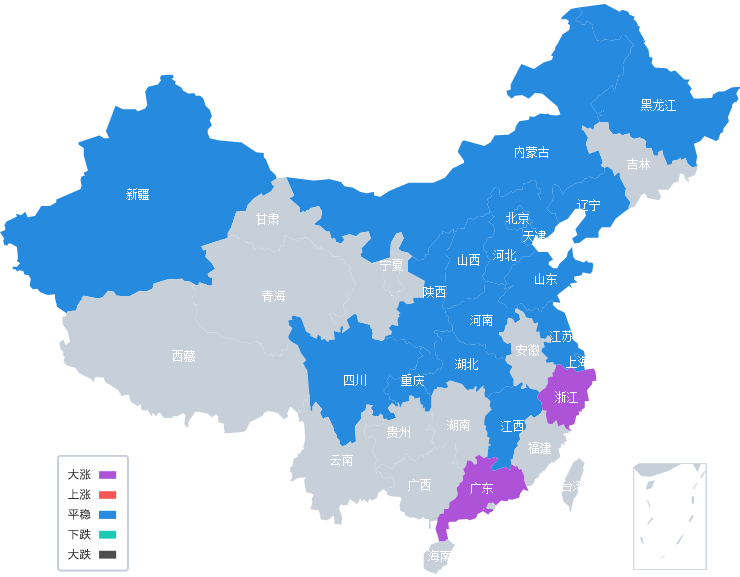 黑龙江
内蒙古
吉林
新疆
辽宁
北京
甘肃
天津
河北
山西
宁夏
山东
陕西
青海
河南
江苏
安徽
西藏
上海
湖北
四川
重庆
浙江
湖南
江西
贵州
福建
云南
大涨
广西
广东
台湾
上涨
平稳
下跌
大跌
海南